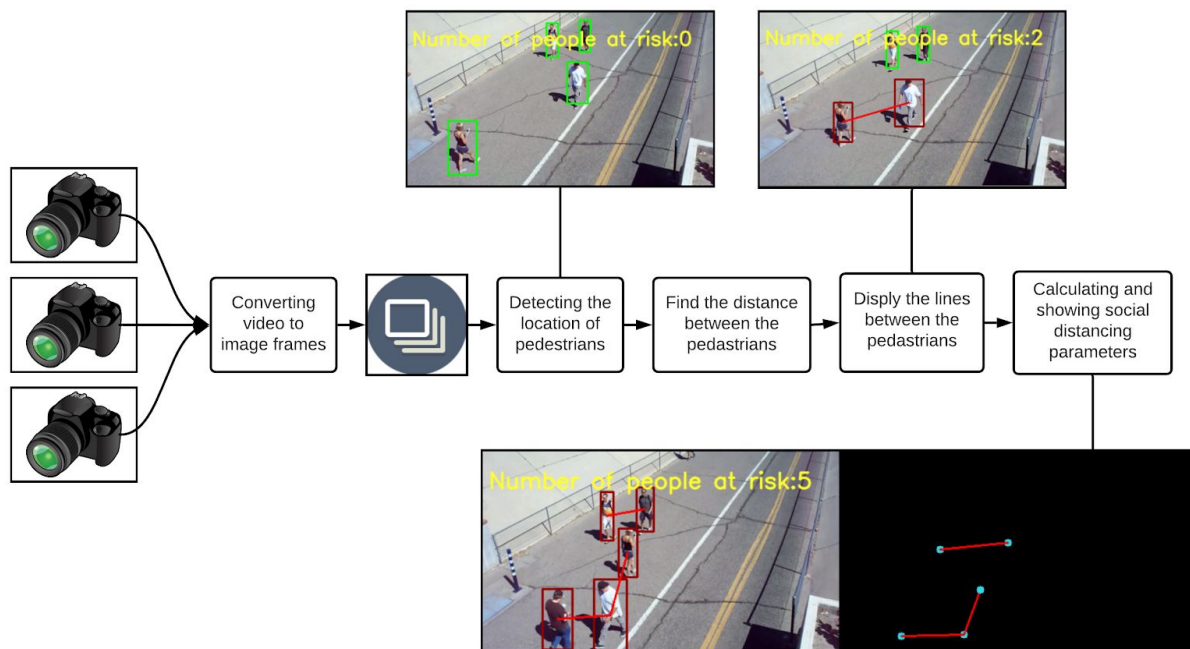 Number of people at risk:0
Number of people at risk:2
Converting
video to
image frames
Detecting the
location of
pedestrians
Find the distance
between the
pedastrians
Disply the lines
between the
pedastrians
Calculating and
showing social
distancing
parameters
Number of people at risk:5